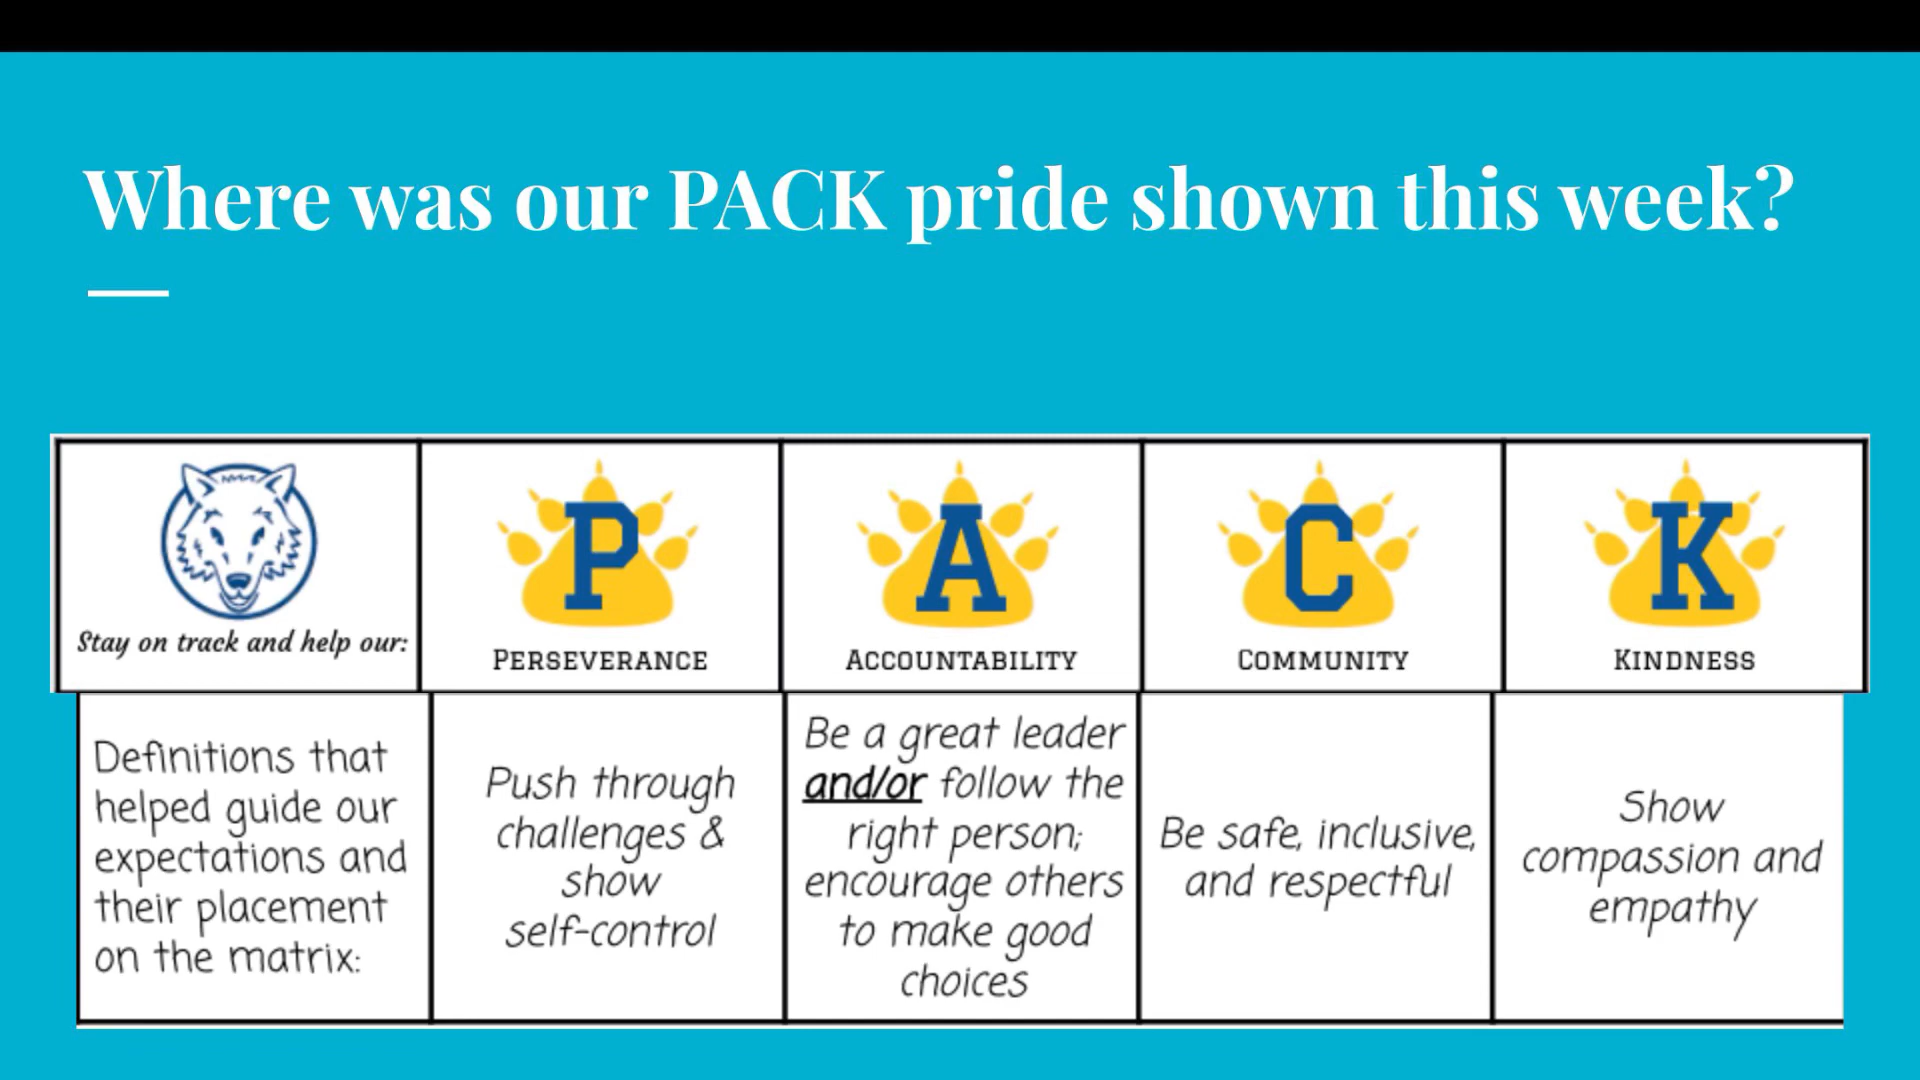 Where was our PACK pride shown this week?
Stay on track and help our:
P
PERSEVERANCE
A
ACCOUNTABILITY
C
COMMUNITY
K
KINDNESS
Definitions that
helped guide our
expectations and
their placement
on the matrix:
Push through
challenges &
show
self-control
Be a great leader
and/or follow the
right person;
encourage others
to make good
choices
Be safe, inclusive,
and respectful
Show
compassion and
empathy